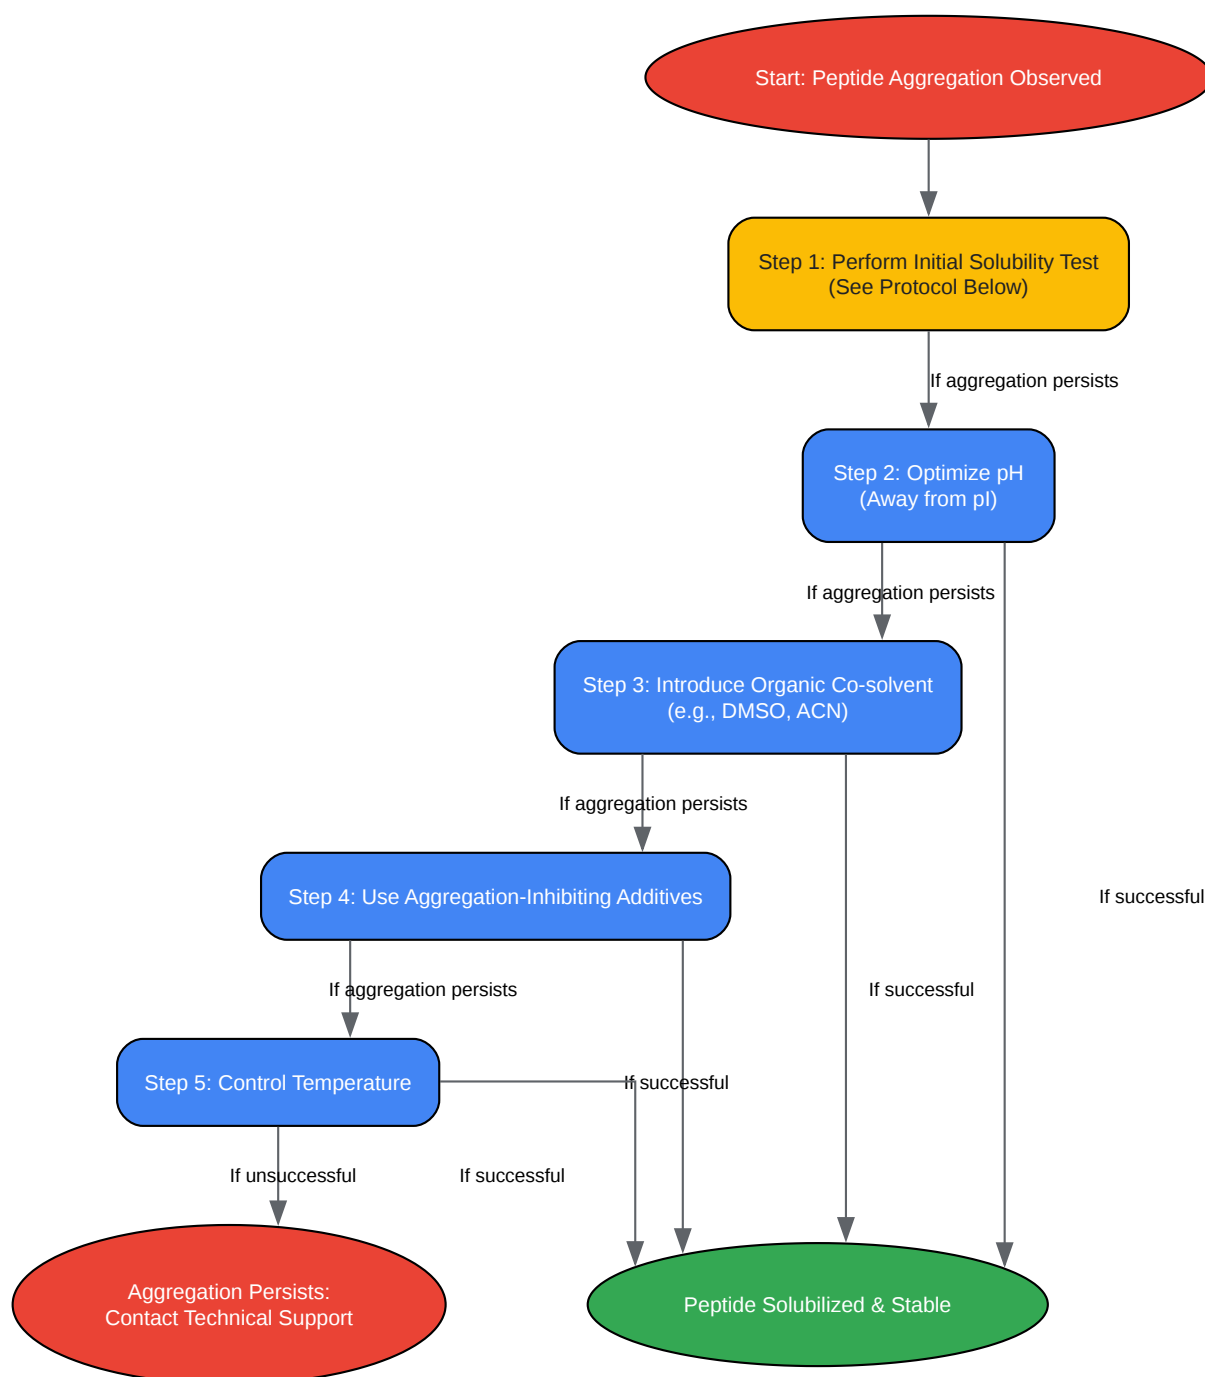 Start: Peptide Aggregation Observed
Step 1: Perform Initial Solubility Test
(See Protocol Below)
If aggregation persists
Step 2: Optimize pH
(Away from pI)
If aggregation persists
Step 3: Introduce Organic Co-solvent
(e.g., DMSO, ACN)
If aggregation persists
Step 4: Use Aggregation-Inhibiting Additives
If successful
If aggregation persists
If successful
Step 5: Control Temperature
If successful
If unsuccessful
If successful
Aggregation Persists:
Contact Technical Support
Peptide Solubilized & Stable